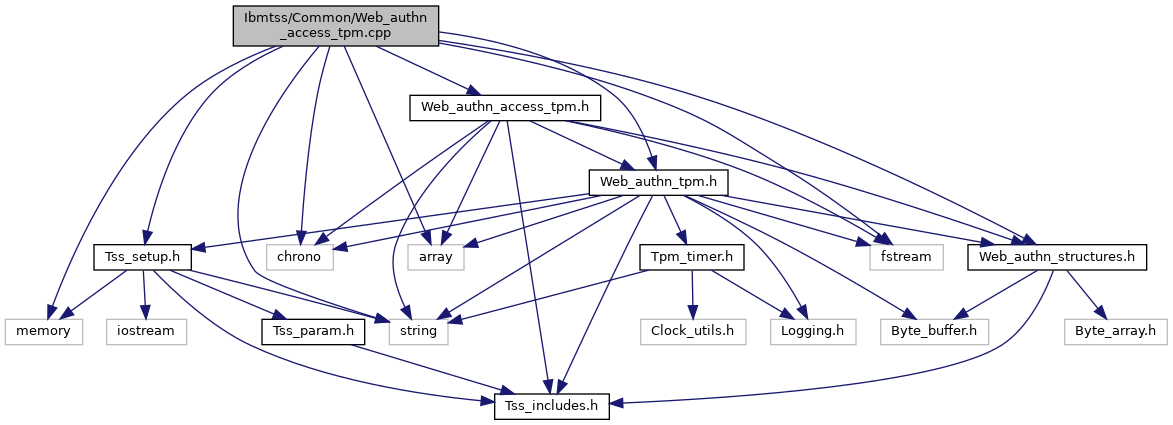 Ibmtss/Common/Web_authn
_access_tpm.cpp
Web_authn_access_tpm.h
Web_authn_tpm.h
Tss_setup.h
chrono
array
Tpm_timer.h
fstream
Web_authn_structures.h
memory
iostream
Tss_param.h
string
Clock_utils.h
Logging.h
Byte_buffer.h
Byte_array.h
Tss_includes.h